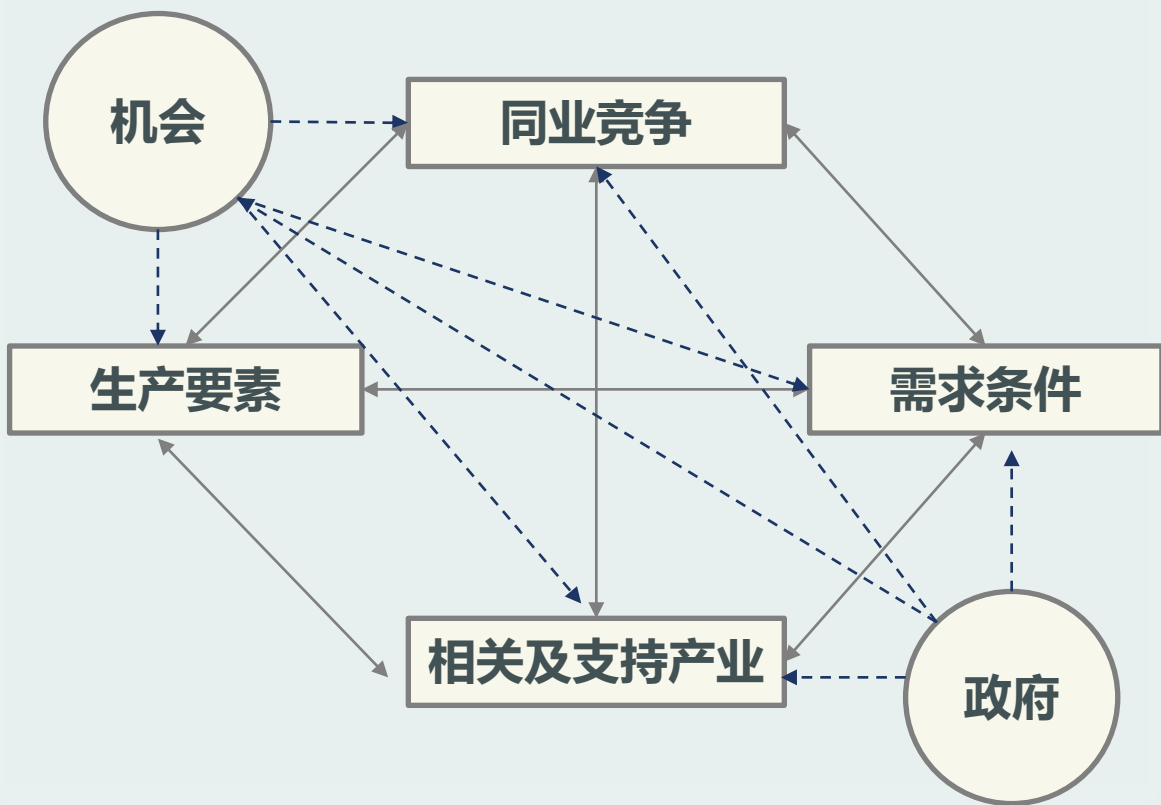 机会
同业竞争
生产要素
需求条件
相关及支持产业
政府